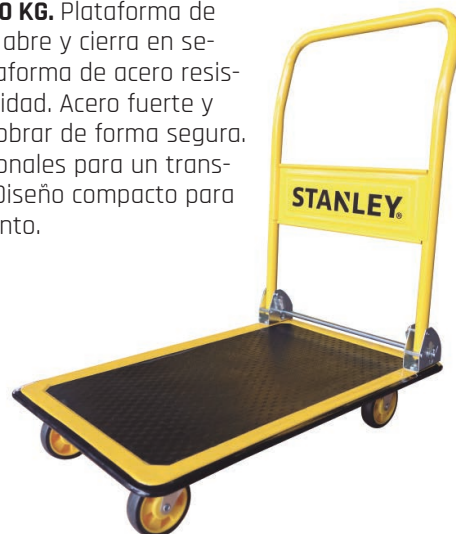 0 KG. Plataforma de
abre y cierra en se-
aforma de acero resis-
idad. Acero fuerte y
obrar de forma segura.
onales para un trans-
Diseño compacto para
nto.
STANLEY®